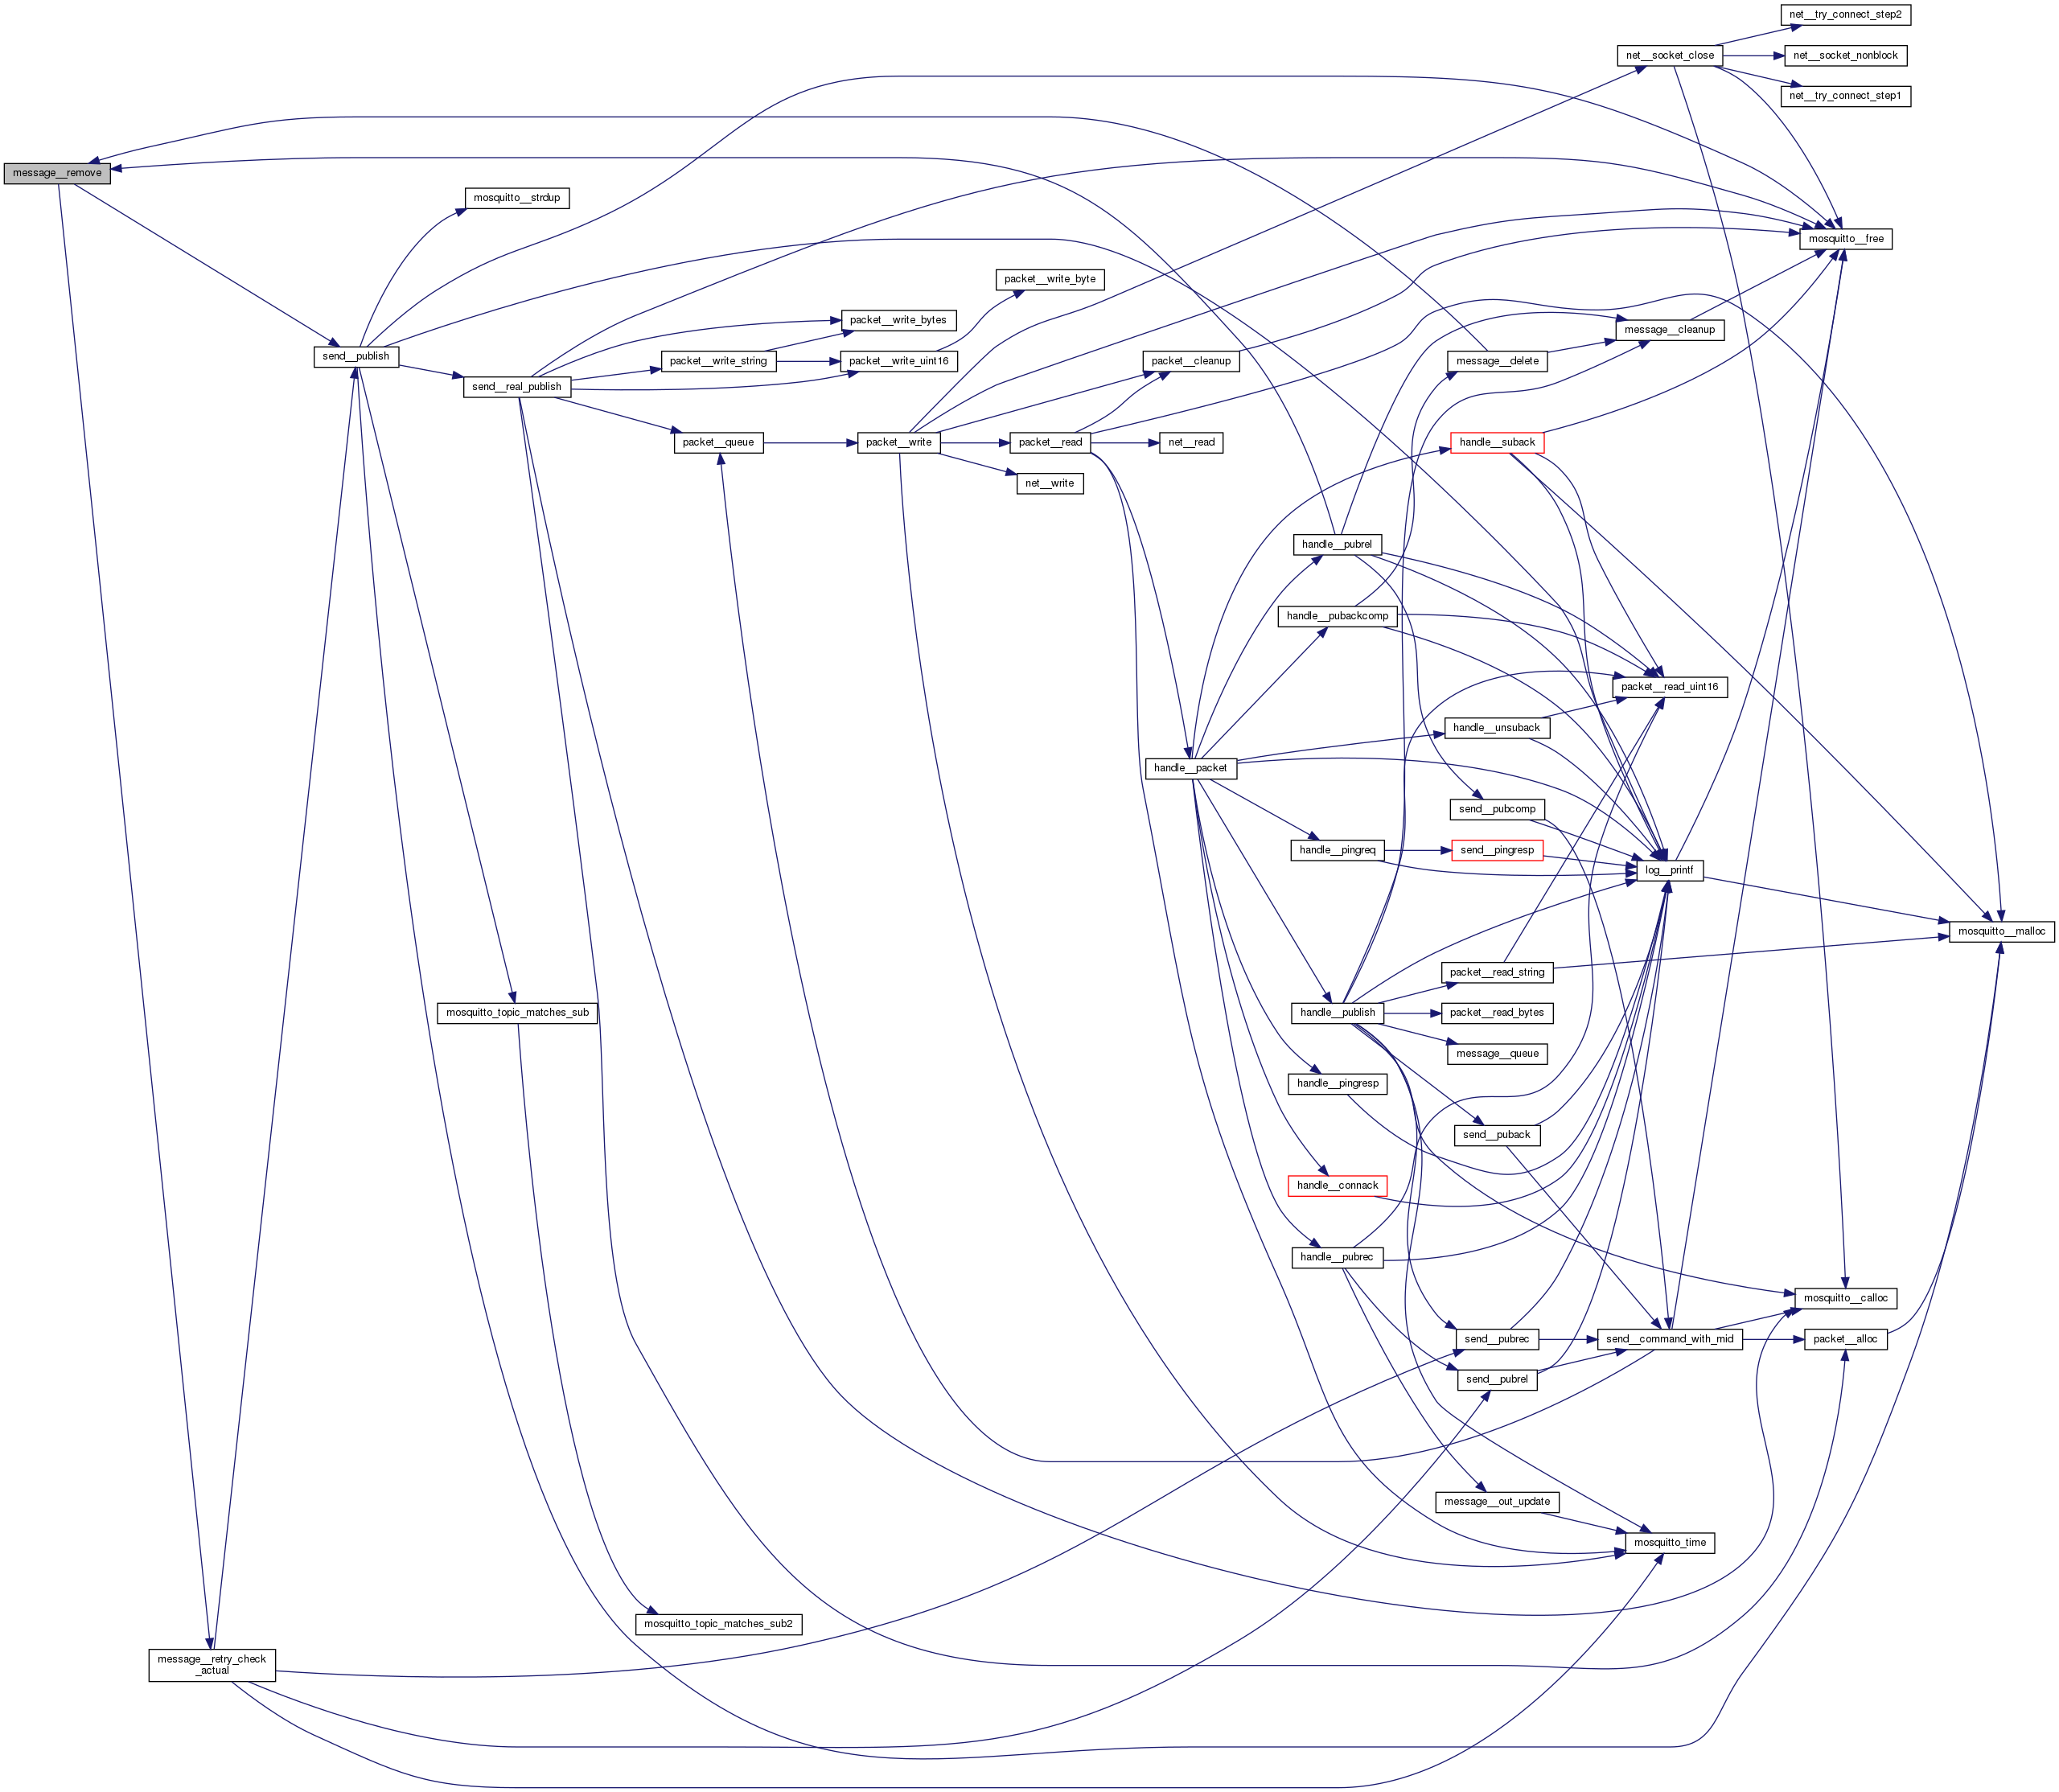 net__try_connect_step2
net__socket_close
net__socket_nonblock
net__try_connect_step1
message__remove
mosquitto__strdup
mosquitto__free
packet__write_byte
packet__write_bytes
message__cleanup
send__publish
packet__write_string
packet__write_uint16
packet__cleanup
message__delete
send__real_publish
packet__queue
packet__write
packet__read
net__read
handle__suback
net__write
handle__pubrel
handle__pubackcomp
packet__read_uint16
handle__unsuback
handle__packet
send__pubcomp
handle__pingreq
send__pingresp
log__printf
mosquitto__malloc
packet__read_string
mosquitto_topic_matches_sub
handle__publish
packet__read_bytes
message__queue
handle__pingresp
send__puback
handle__connack
handle__pubrec
mosquitto__calloc
send__pubrec
send__command_with_mid
packet__alloc
send__pubrel
message__out_update
mosquitto_time
mosquitto_topic_matches_sub2
message__retry_check
_actual